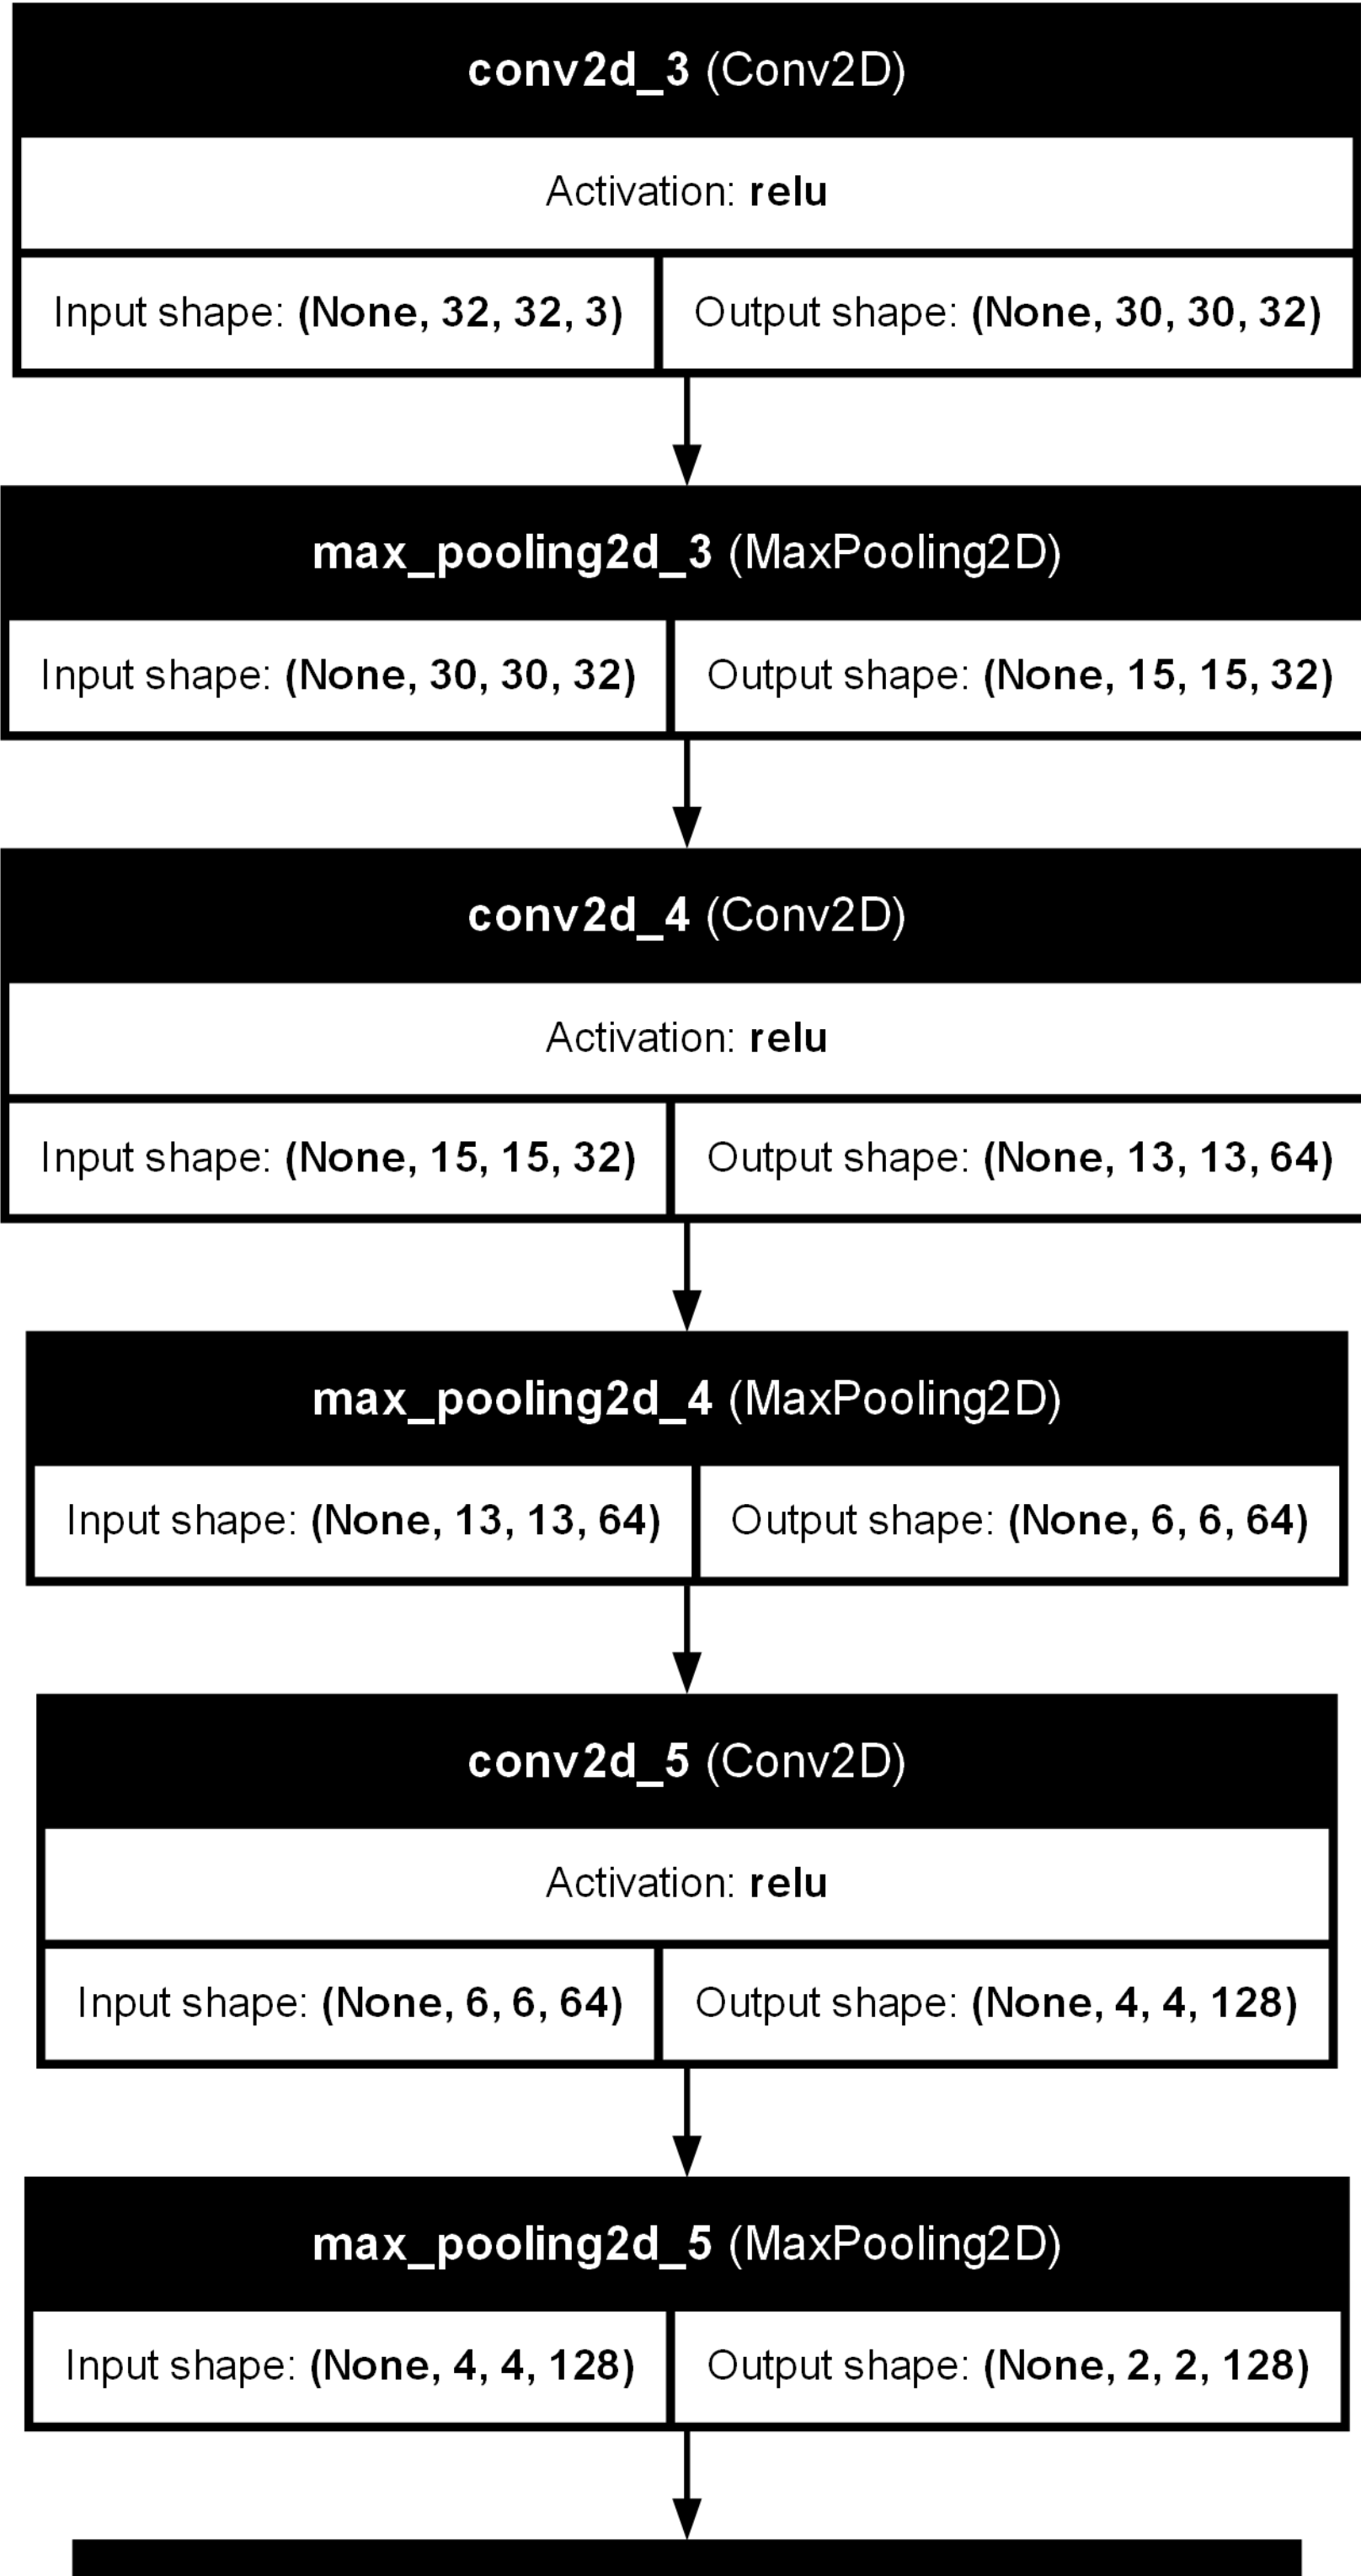 conv2d_3 (Conv2D)
Activation: relu
Input shape: (None, 32, 32, 3) Output shape: (None, 30, 30, 32)
max_pooling2d_3 (MaxPooling2D)
Input shape: (None, 30, 30, 32) Output shape: (None, 15, 15, 32)
conv2d_4 (Conv2D)
Activation: relu
Input shape: (None, 15, 15, 32) Output shape: (None, 13, 13, 64)
max_pooling2d_4 (MaxPooling2D)
Input shape: (None, 13, 13, 64) Output shape: (None, 6, 6, 64)
conv2d_5 (Conv2D)
Activation: relu
Input shape: (None, 6, 6, 64) Output shape: (None, 4, 4, 128)
max_pooling2d_5 (MaxPooling2D)
Input shape: (None, 4, 4, 128) Output shape: (None, 2, 2, 128)